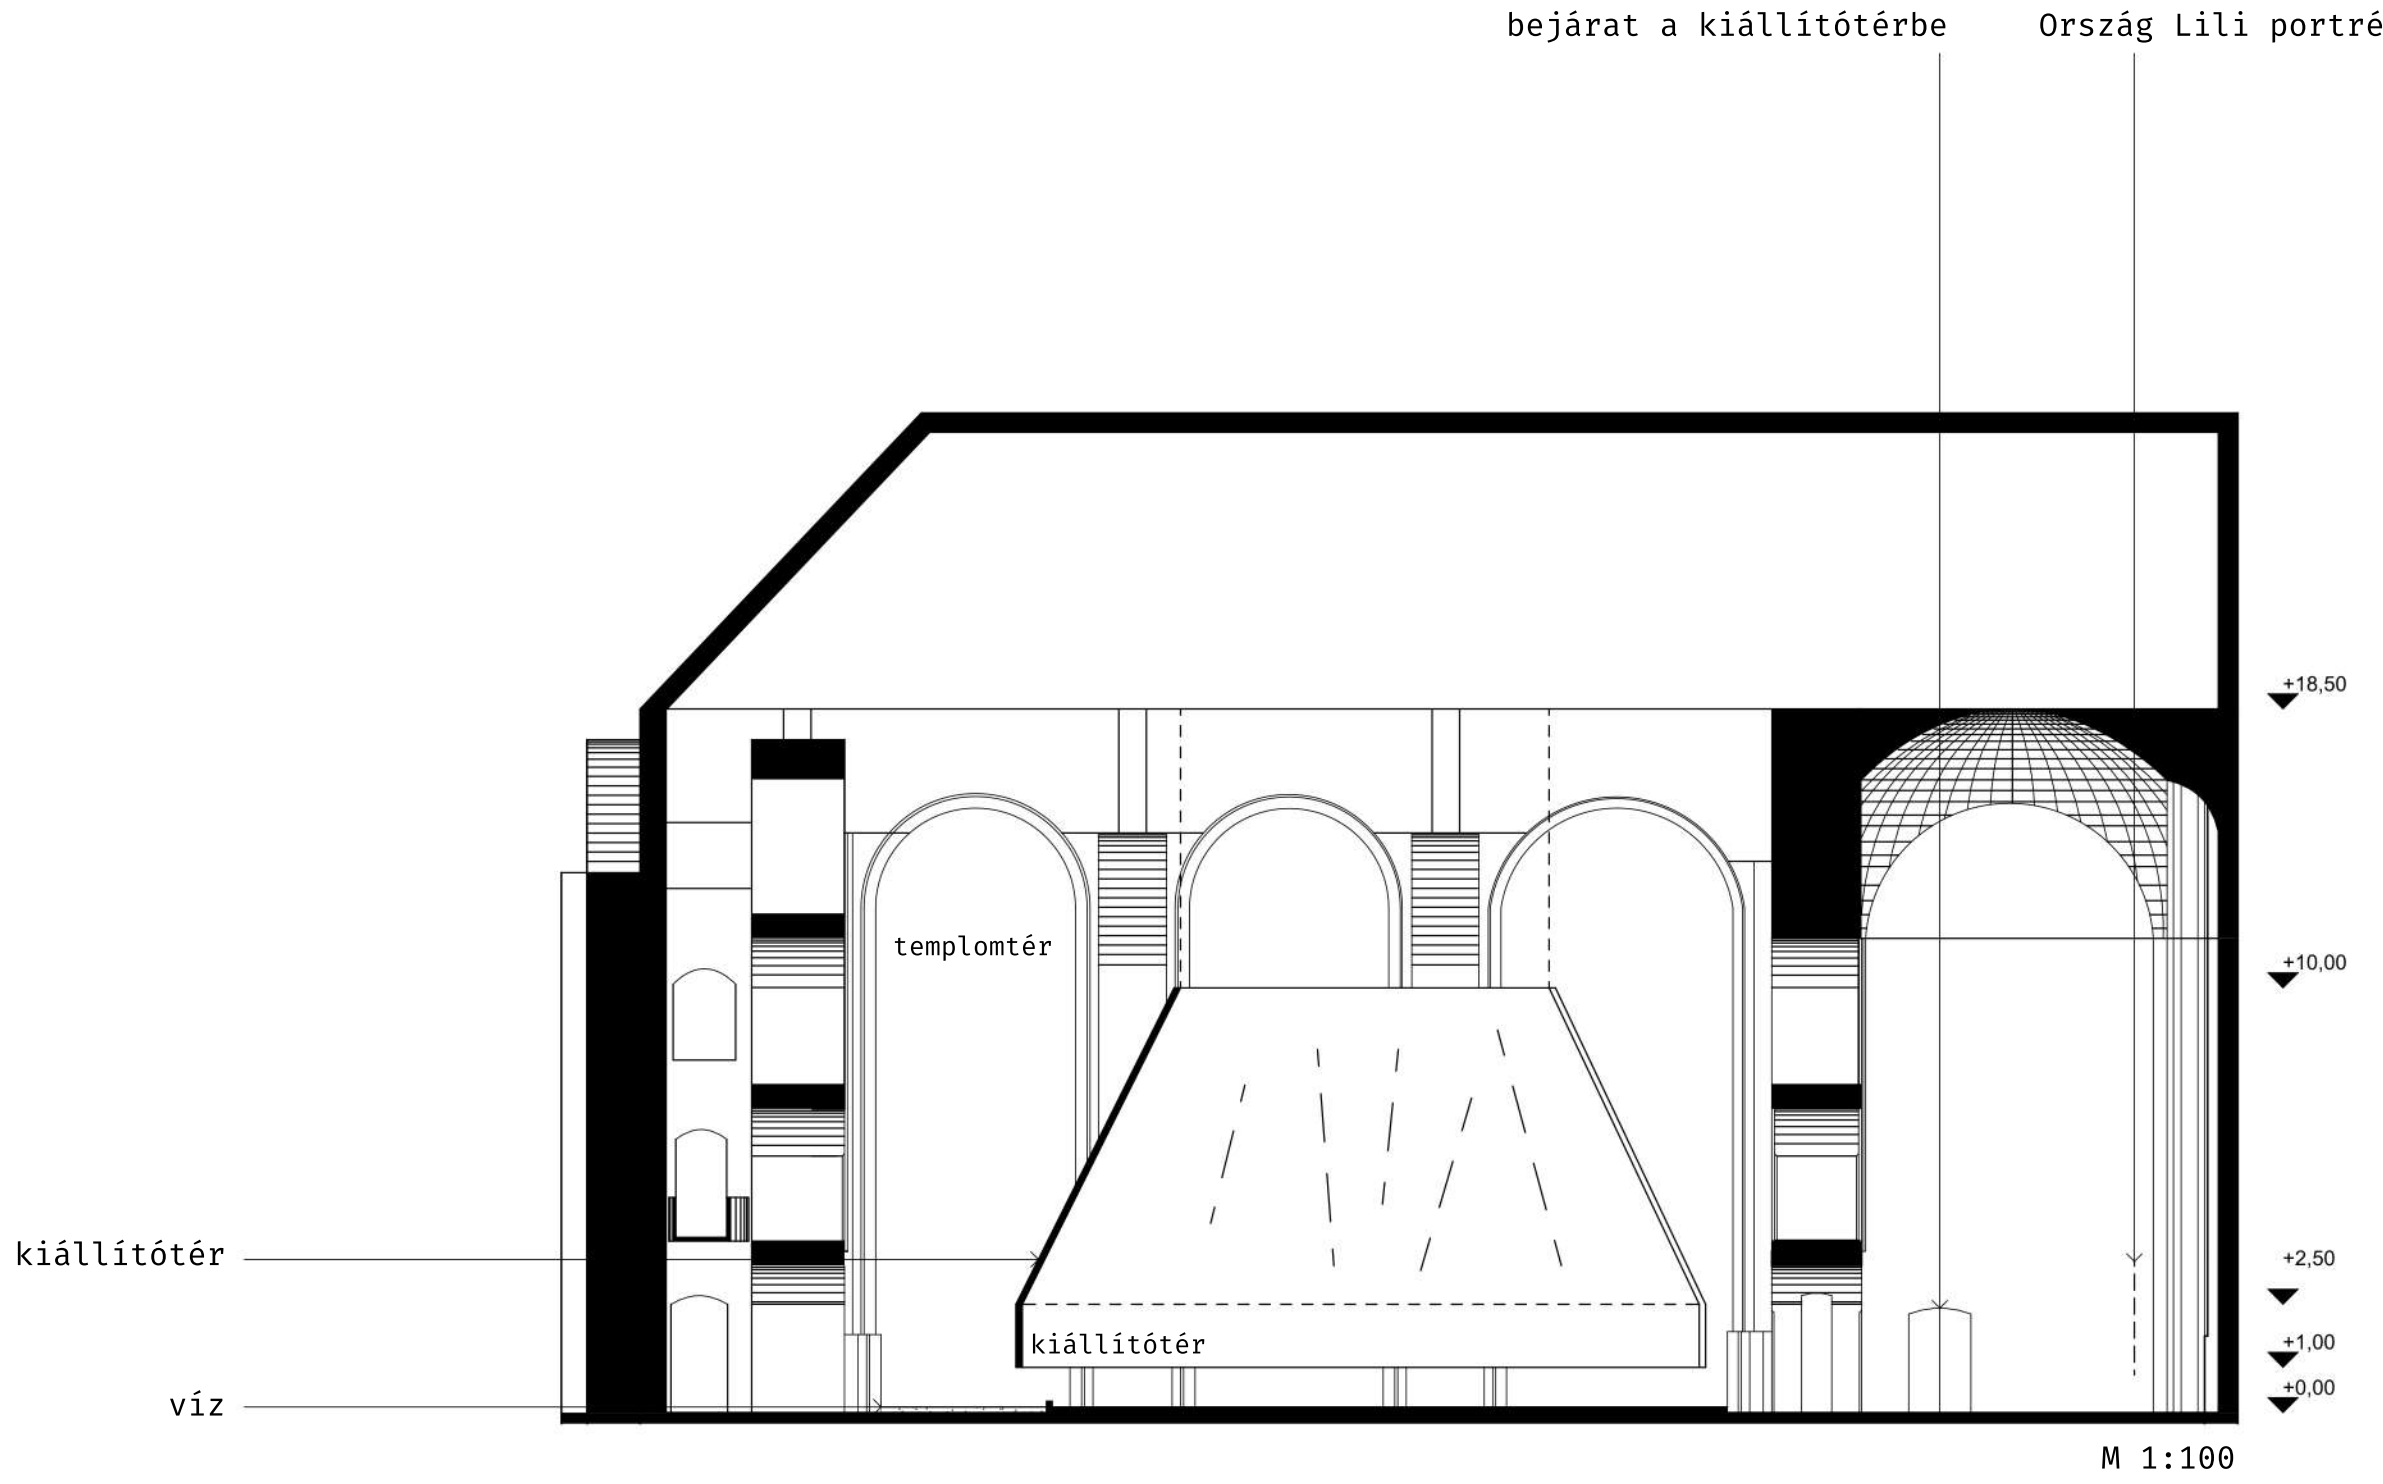 bejárat a kiállítótérbe
Ország Lili portré
+18,50
templomtér
+10,00
kiállítótér
+2,50
kiállítótér
+1,00
víz
+0,00
M 1:100